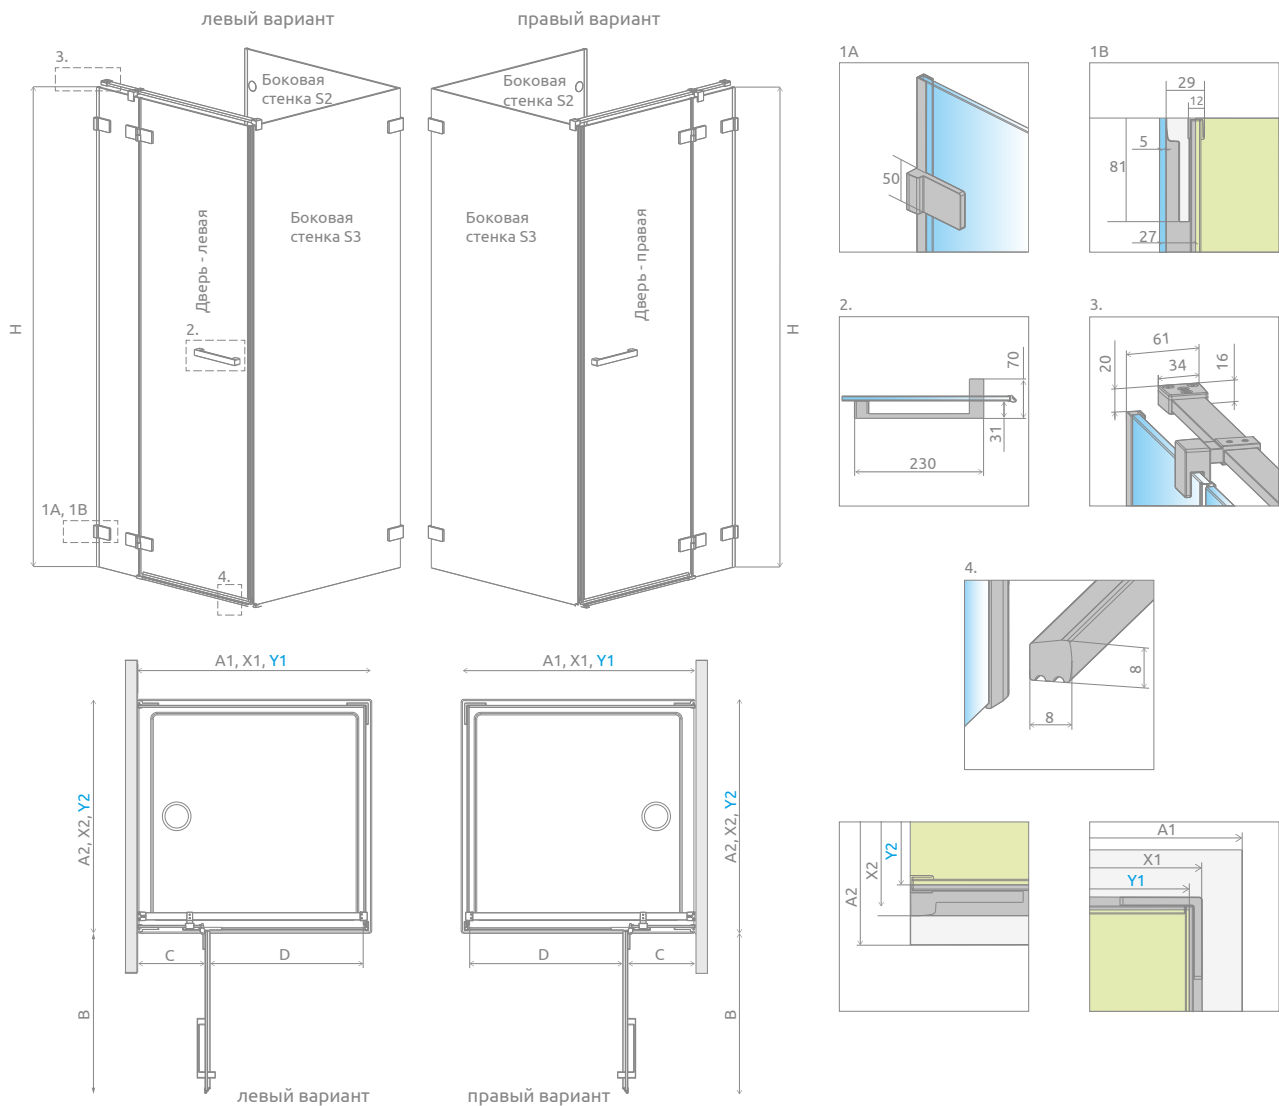 левый вариант
правый вариант
3.
Боковая
стенка S2
Боковая
стенка S2
Дверь - левая
Боковая
стенка S3
Боковая
стенка S3
Дверь - правая
H
H
2.
1A, 1B
4.
1A
50
1B
29
12
5
81
27
2.
70
31
230
3.
61
34
20
16
4.
8
8
A1, X1, Y1
A1, X1, Y1
A2, X2, Y2
A2, X2, Y2
C
D
D
C
B
B
левый вариант
правый вариант
A2
X2
Y2
A1
X1
Y1